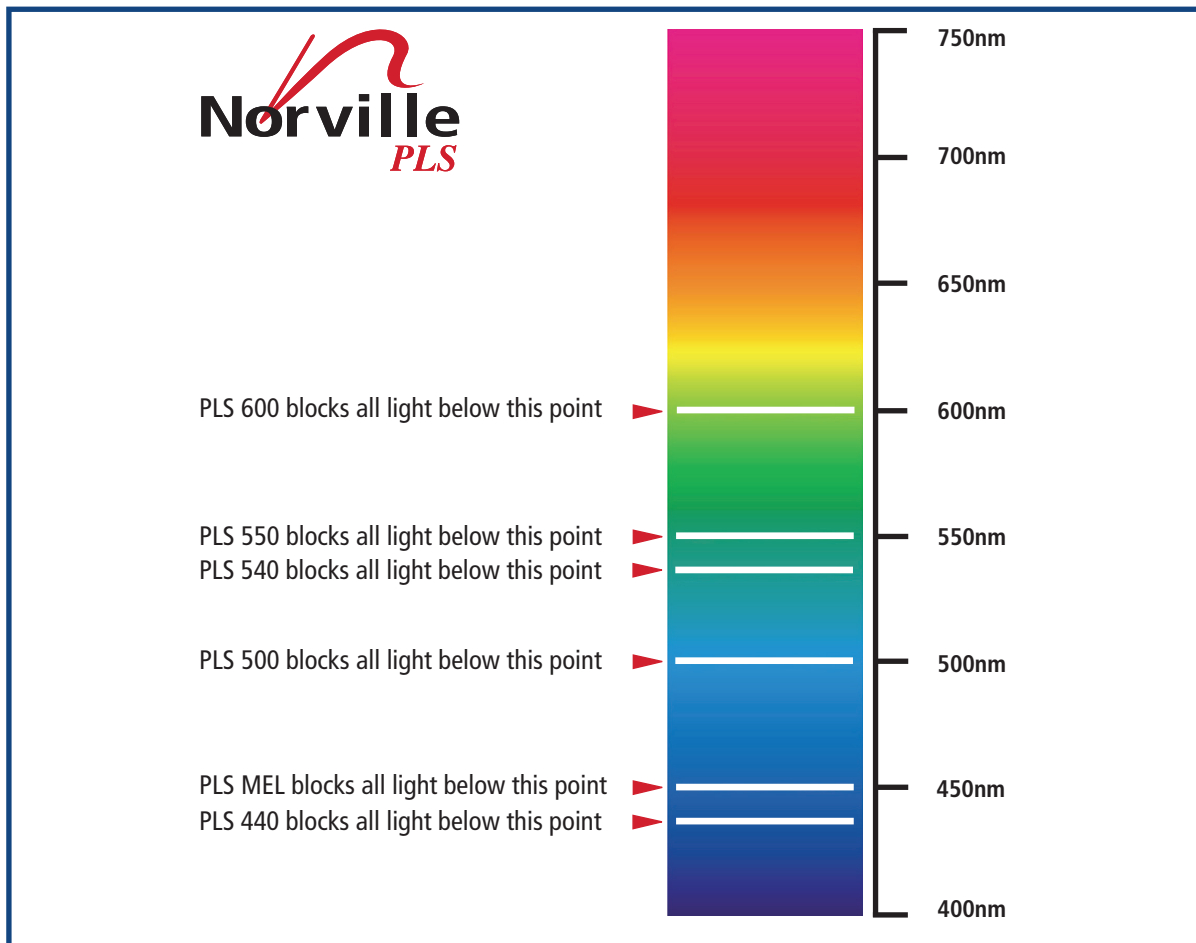 Norville
PLS
750nm
700nm
650nm
PLS 600 blocks all light below this point
600nm
PLS 550 blocks all light below this point
550nm
PLS 540 blocks all light below this point
PLS 500 blocks all light below this point
500nm
PLS MEL blocks all light below this point
450nm
PLS 440 blocks all light below this point
400nm